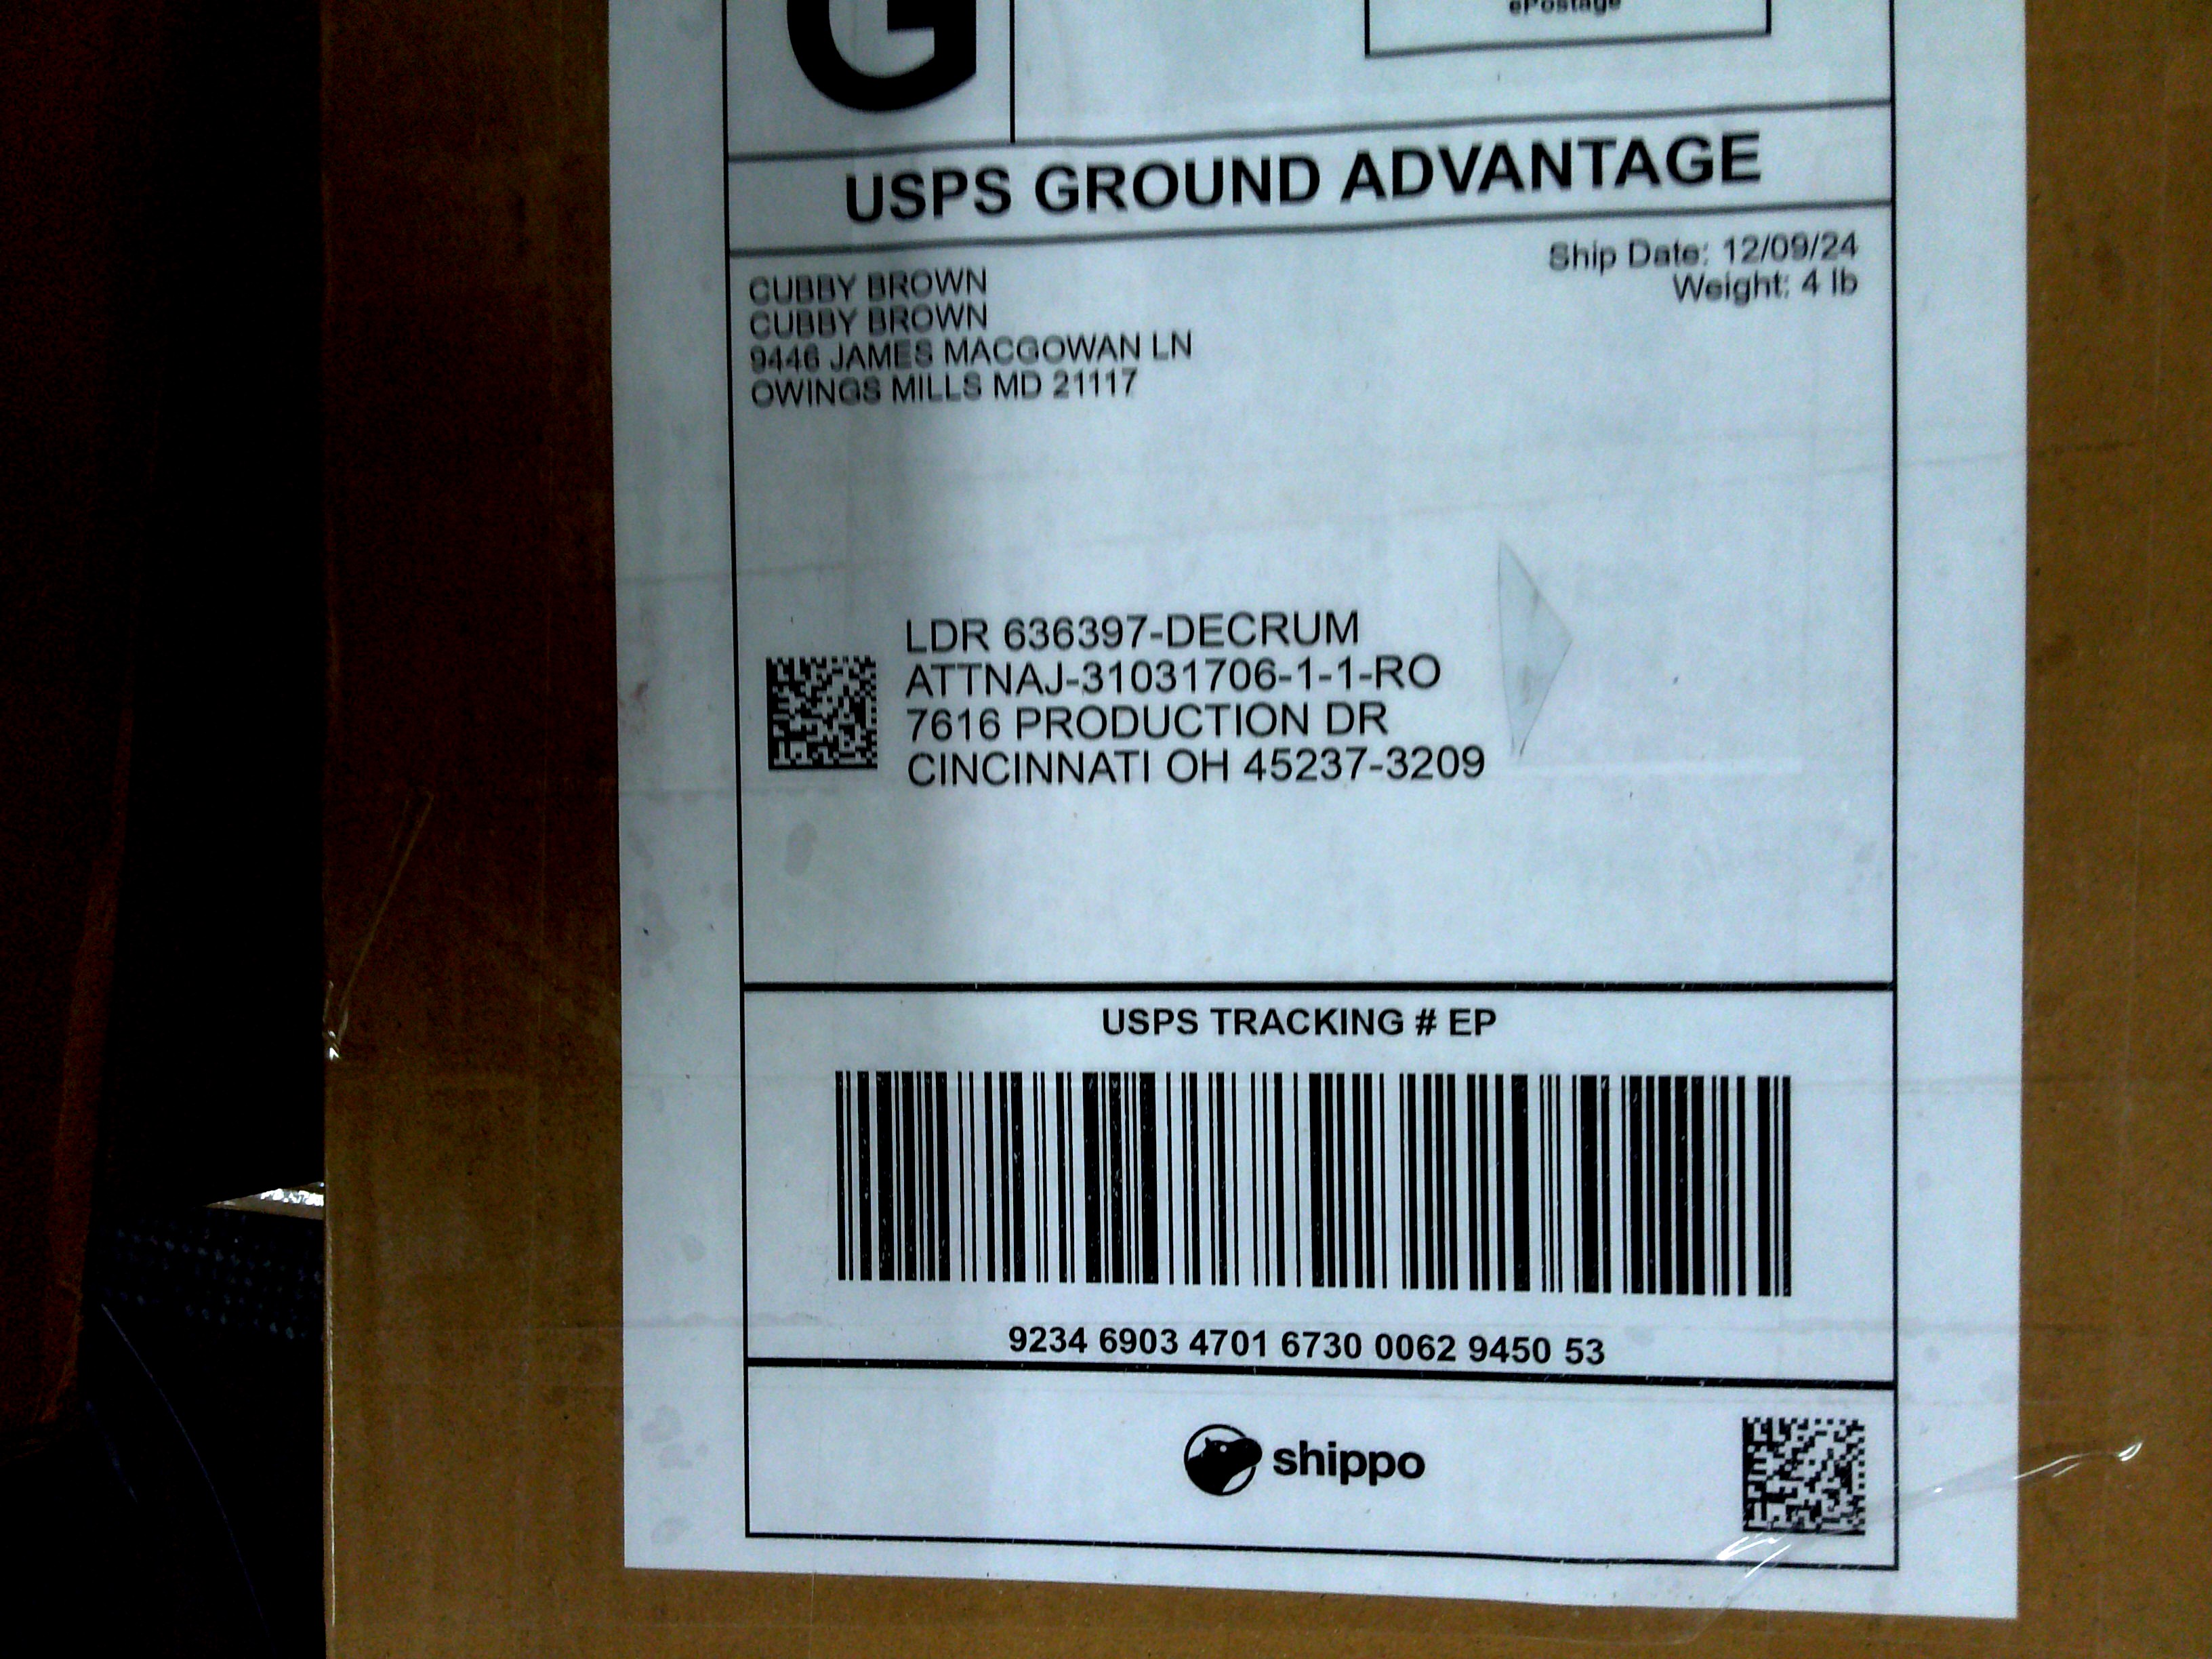 G
ePostage
USPS GROUND ADVANTAGE
Ship Date: 12/09/24
Weight: 4 lb
CUBBY BROWN
CUBBY BROWN
9446 JAMES MACGOWAN LN
OWINGS MILLS MD 21117
LDR 636397-DECRUM
ATTNAJ-31031706-1-1-RO
7616 PRODUCTION DR
CINCINNATI OH 45237-3209
USPS TRACKING # EP
9234 6903 4701 6730 0062 9450 53
shippo